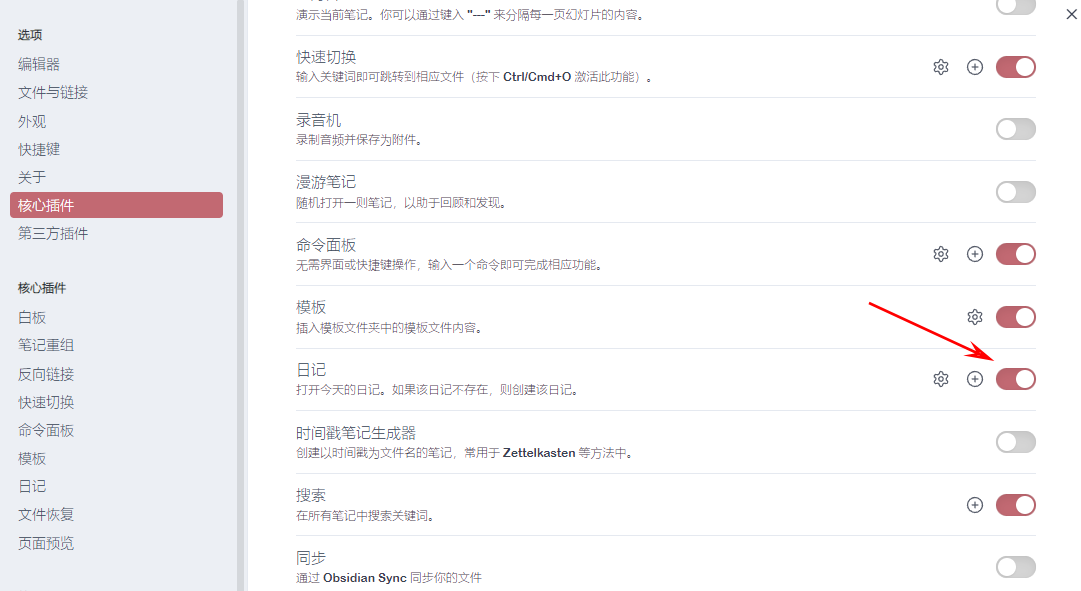 选项
编辑器
文件与链接
外观
快捷键
关于
核心插件
第三方插件
核心插件
白板
笔记重组
反向链接
快速切换
命令面板
模板
日记
文件恢复
页面预览
演示当前笔记。你可以通过键入 "---" 来分隔每一页幻灯片的内容。
快速切换
输入关键词即可跳转到相应文件（按下 Ctrl/Cmd+O 激活此功能）。
录音机
录制音频并保存为附件。
漫游笔记
随机打开一则笔记，以助于回顾和发现。
命令面板
无需界面或快捷键操作，输入一个命令即可完成相应功能。
模板
插入模板文件夹中的模板文件内容。
日记
打开今天的日记。如果该日记不存在，则创建该日记。
时间戳笔记生成器
创建以时间戳为文件名的笔记，常用于 Zettelkasten 等方法中。
搜索
在所有笔记中搜索关键词。
同步
通过 Obsidian Sync 同步你的文件